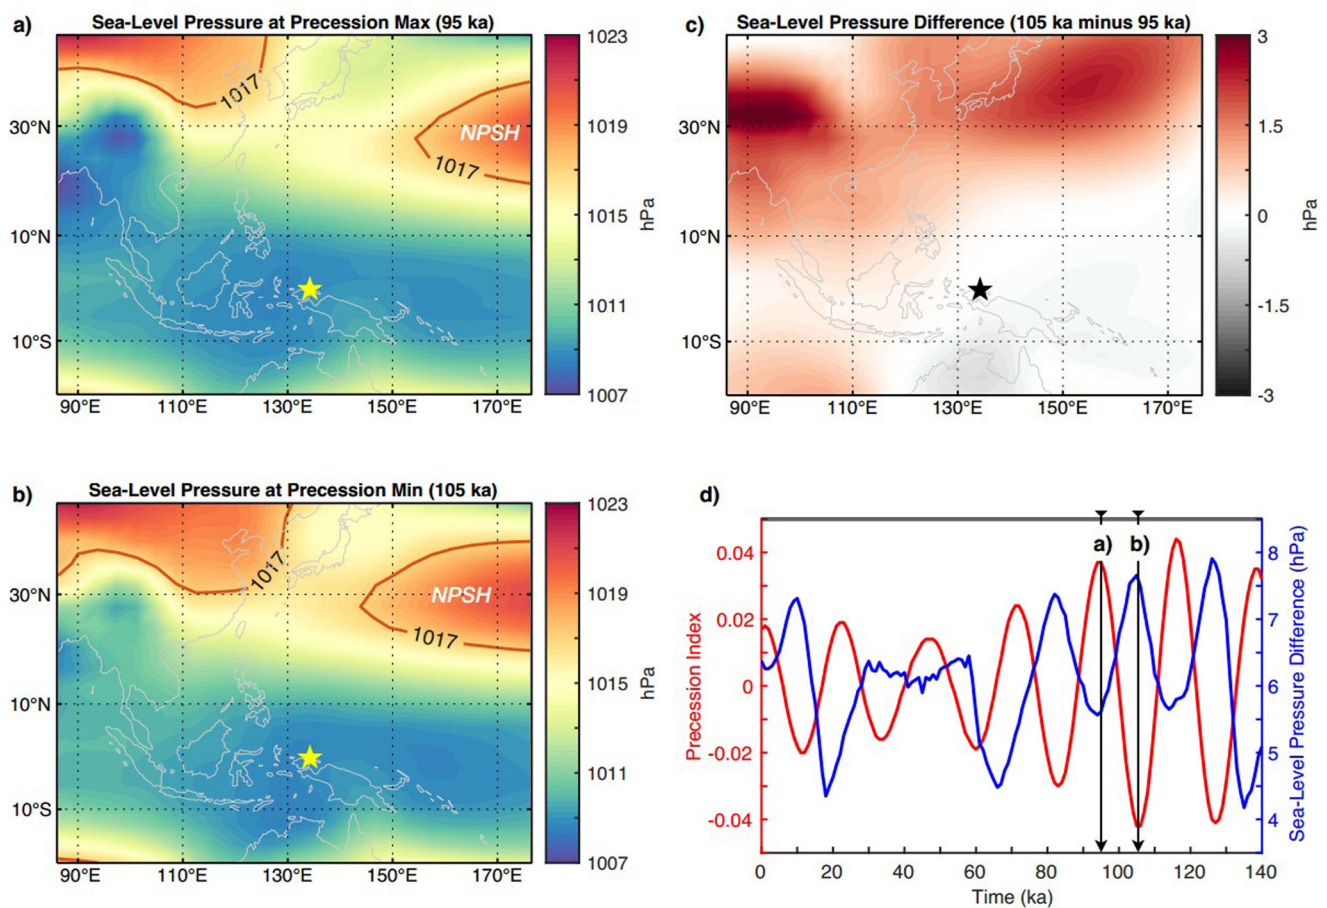 a)
Sea-Level Pressure at Precession Max (95 ka)
1017
NPSH
1017
30°N
10°N
10°S
90°E 110°E 130°E 150°E 170°E
1023
1019
1015
1011
1007
hPa
c)
Sea-Level Pressure Difference (105 ka minus 95 ka)
30°N
10°N
10°S
90°E 110°E 130°E 150°E 170°E
3
1.5
0
-1.5
-3
hPa
b)
Sea-Level Pressure at Precession Min (105 ka)
1017
NPSH
1017
30°N
10°N
10°S
90°E 110°E 130°E 150°E 170°E
1023
1019
1015
1011
1007
hPa
d)
a) b)
Precession Index
0.04
0.02
0
-0.02
-0.04
Sea-Level Pressure Difference (hPa)
8
7
6
5
4
0 20 40 60 80 100 120 140
Time (ka)